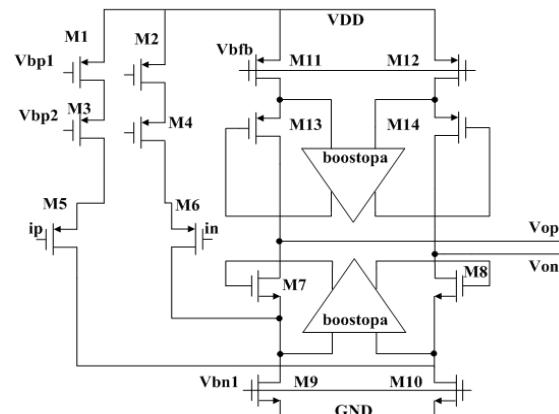 VDD
M1
M2
Vbfb
M11
M12
Vbp1
Vbp2
M3
M4
M13
M14
boostopa
M5
M6
ip
in
Vop
Von
M7
M8
boostopa
Vbn1
M9
M10
GND